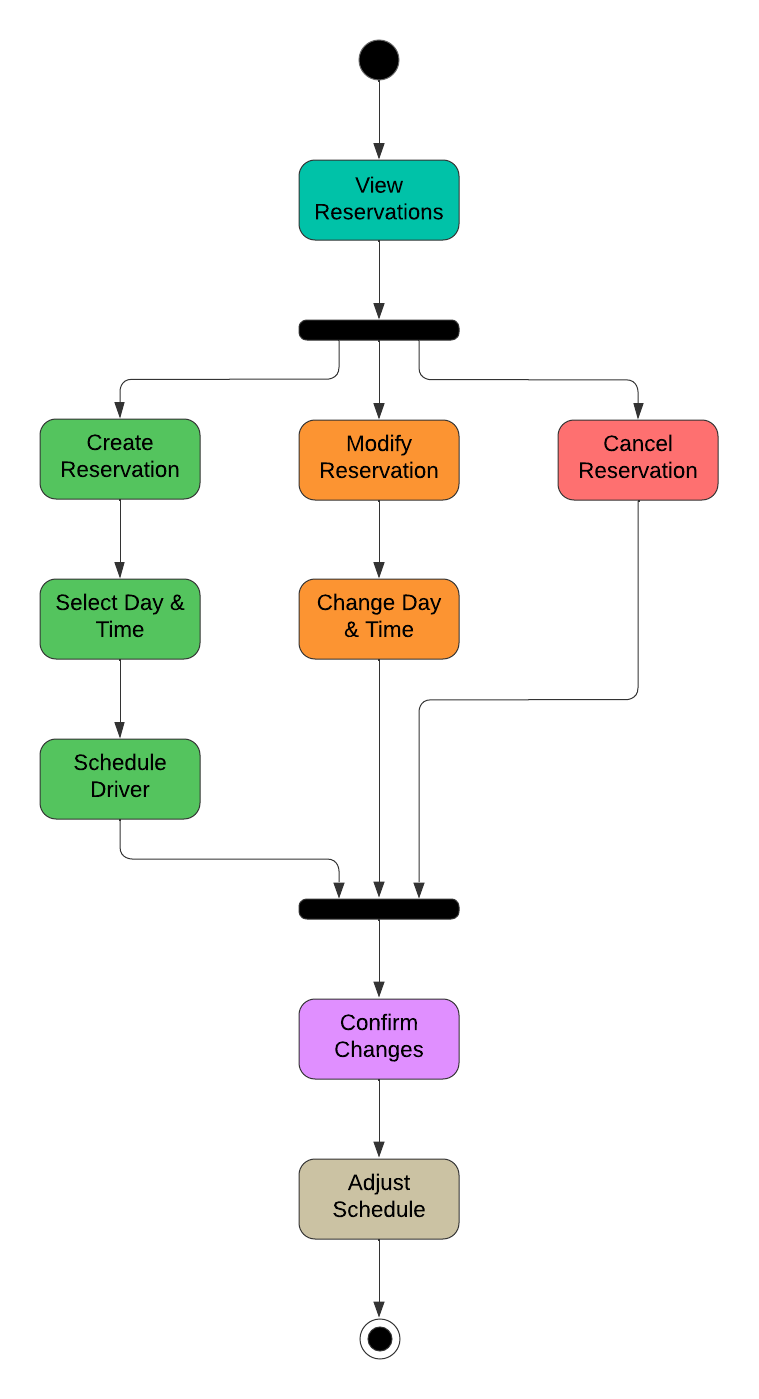 View
Reservations
Create
Reservation
Modify
Reservation
Cancel
Reservation
Select Day &
Time
Change Day
& Time
Schedule
Driver
Confirm
Changes
Adjust
Schedule